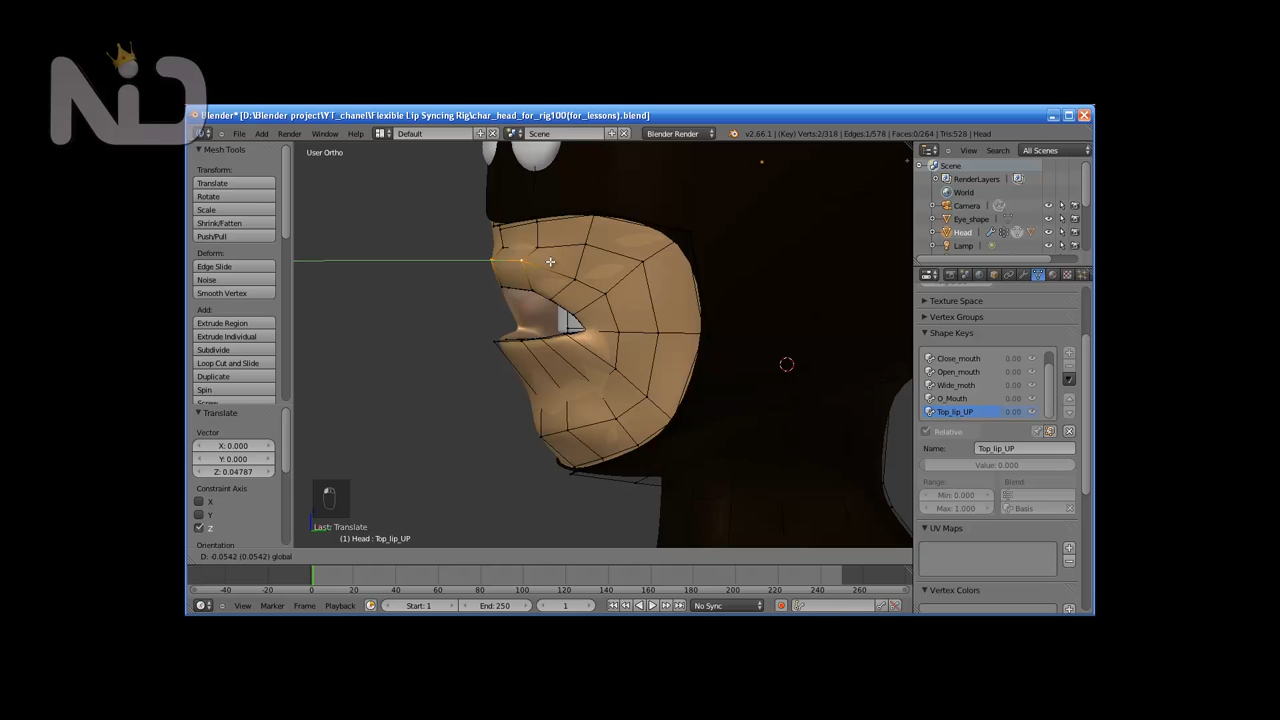 NiD
Blender* [D:\Blender project\YT_chanel\Flexible Lip Syncing Rig\char_head_for_rig100(for_lessons).blend]
File Add Render Window Help Default Scene Blender Render v2.66.1 | (Key) Verts:2/318 | Edges:1/578 | Faces:0/264 | Tris:528 | Head
Mesh Tools
Transform:
Translate
Rotate
Scale
Shrink/Fatten
Push/Pull
Deform:
Edge Slide
Noise
Smooth Vertex
Add:
Extrude Region
Extrude Individual
Subdivide
Loop Cut and Slide
Duplicate
Spin
Screw
Translate
Vector
X: 0.000
Y: 0.000
Z: 0.04787
Constraint Axis
X
Y
Z
Orientation
User Ortho
Last: Translate
(1) Head : Top_lip_UP
D: -0.0542 (0.0542) global
View Search All Scenes
Scene
RenderLayers
World
Camera
Eye_shape
Head
Lamp
Texture Space
Vertex Groups
Shape Keys
Close_mouth 0.00
Open_mouth 0.00
Wide_moth 0.00
O_Mouth 0.00
Top_lip_UP 0.00
Relative
Name: Top_lip_UP
Value: 0.000
Range: Blend:
Min: 0.000
Max: 1.000 Basis
UV Maps
Vertex Colors
-40 -20 0 20 40 60 80 100 120 140 160 180 200 220 240 260
View Marker Frame Playback Start: 1 End: 250 1 No Sync